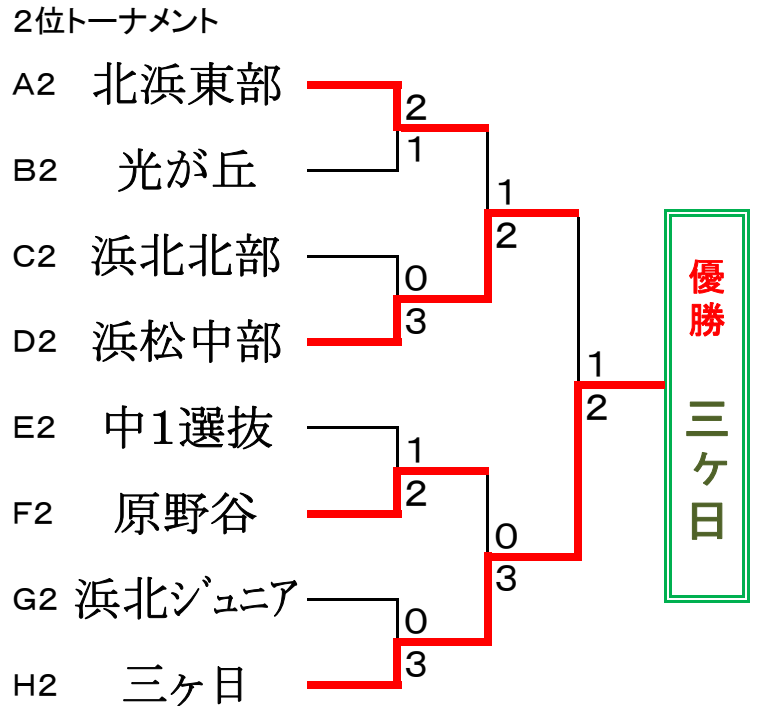 ２位トーナメント
A2 北浜東部
2
1
B2 光が丘
1
2
C2 浜北北部
0
3
D2 浜松中部
1
2
E2 中1選抜
1
2
F2 原野谷
0
3
G2 浜北ジュニア
0
3
H2 三ヶ日
優勝 三ヶ日